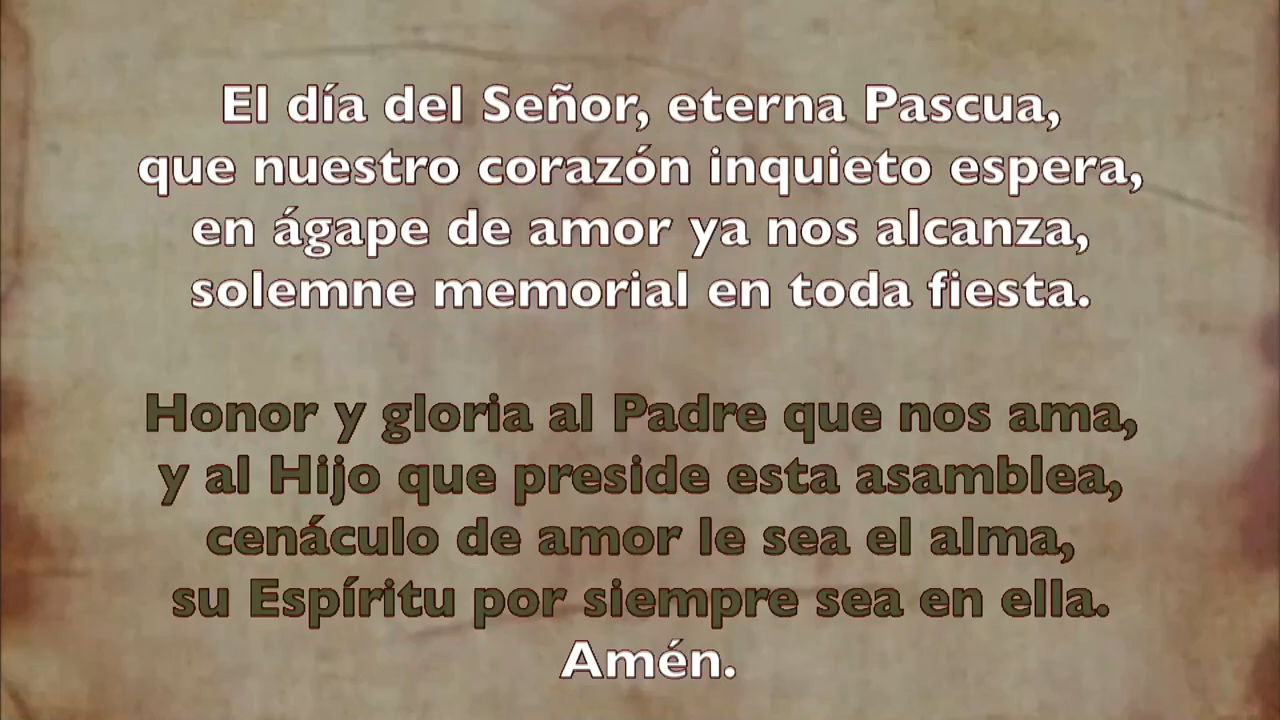 El día del Señor, eterna Pascua,
que nuestro corazón inquieto espera,
en ágape de amor ya nos alcanza,
solemne memorial en toda fiesta.
Honor y gloria al Padre que nos ama,
y al Hijo que preside esta asamblea,
cenáculo de amor le sea el alma,
su Espíritu por siempre sea en ella.
Amén.